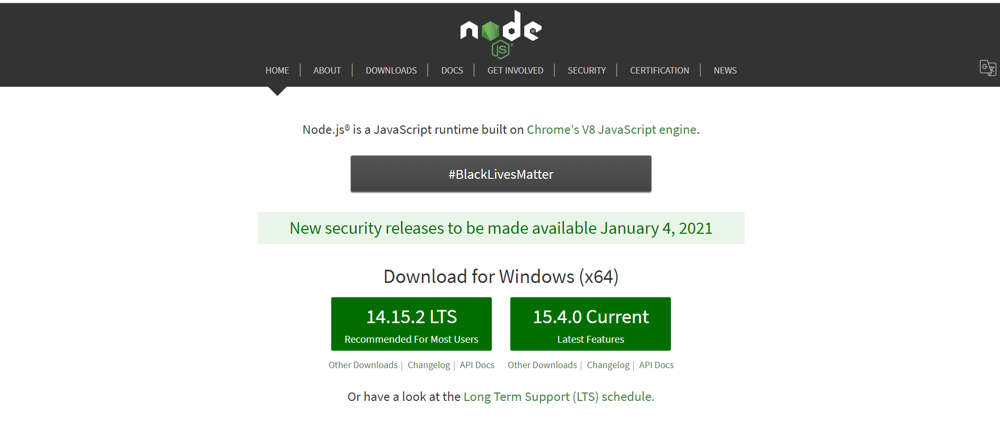 node
JS®
HOME | ABOUT | DOWNLOADS | DOCS | GET INVOLVED | SECURITY | CERTIFICATION | NEWS
Node.js® is a JavaScript runtime built on Chrome's V8 JavaScript engine.
#BlackLivesMatter
New security releases to be made available January 4, 2021
Download for Windows (x64)
14.15.2 LTS
Recommended For Most Users
15.4.0 Current
Latest Features
Other Downloads | Changelog | API Docs
Other Downloads | Changelog | API Docs
Or have a look at the Long Term Support (LTS) schedule.